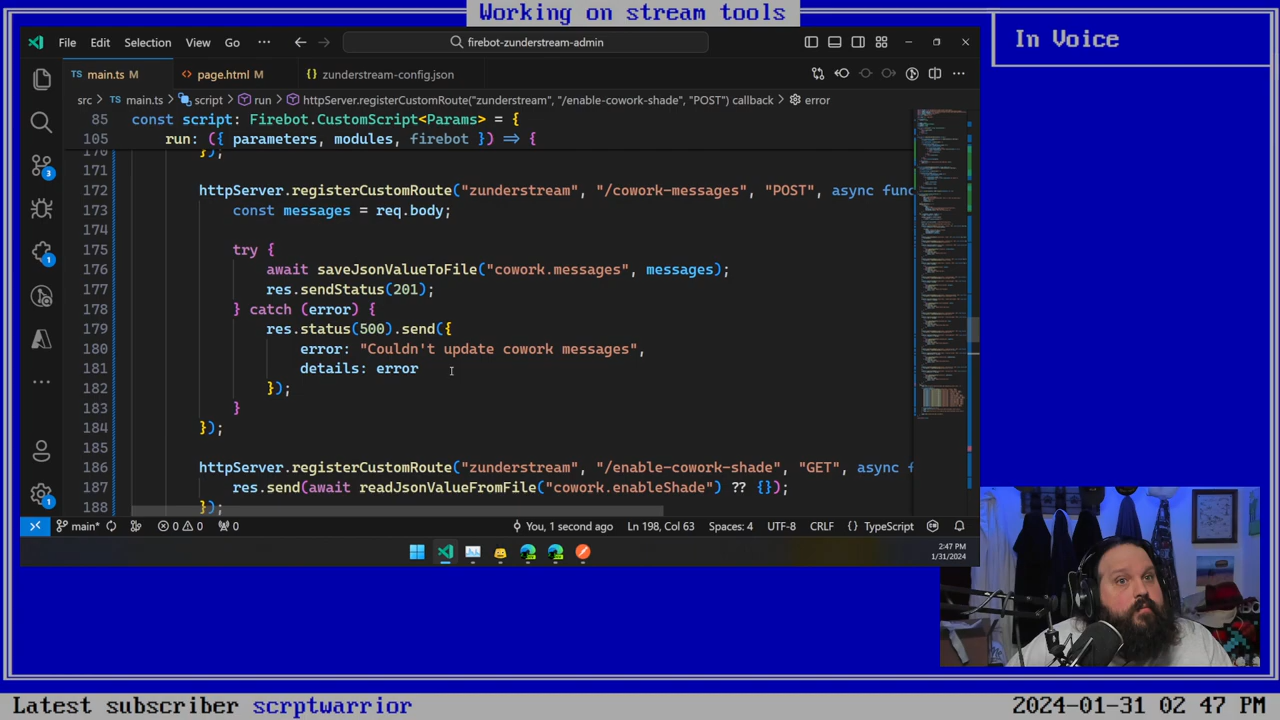 Working on stream tools
In Voice
File Edit Selection View Go ··· firebot-zunderstream-admin
TS main.ts M <> page.html M {} zunderstream-config.json
src > TS main.ts > script > run > httpServer.registerCustomRoute("zunderstream", "/enable-cowork-shade", "POST") callback > error
85 const script Firebot.CustomScript<Params> = {
105 run: parameters, modules, firebot }) => {
170 });
171
172 httpServer.registerCustomRoute("zunderstream", "/cowork-messages", "POST", async func
173 const messages = req.body;
174
175 {
176 await saveJsonValueToFile("cowork.messages", messages);
177 res.sendStatus(201);
178 catch (error) {
179 res.status(500).send({
180 error: "Couldn't update cowork messages",
181 details: error
182 });
183
184 });
185
186 httpServer.registerCustomRoute("zunderstream", "/enable-cowork-shade", "GET", async f
187 res.send(await readJsonValueFromFile("cowork.enableShade") ?? {});
188 });
main* 0 0 0 You, 1 second ago Ln 198, Col 63 Spaces: 4 UTF-8 CRLF {} TypeScript
3
1
1
2:47 PM
1/31/2024
Latest subscriber scrptwarrior
2024-01-31 02 47 PM